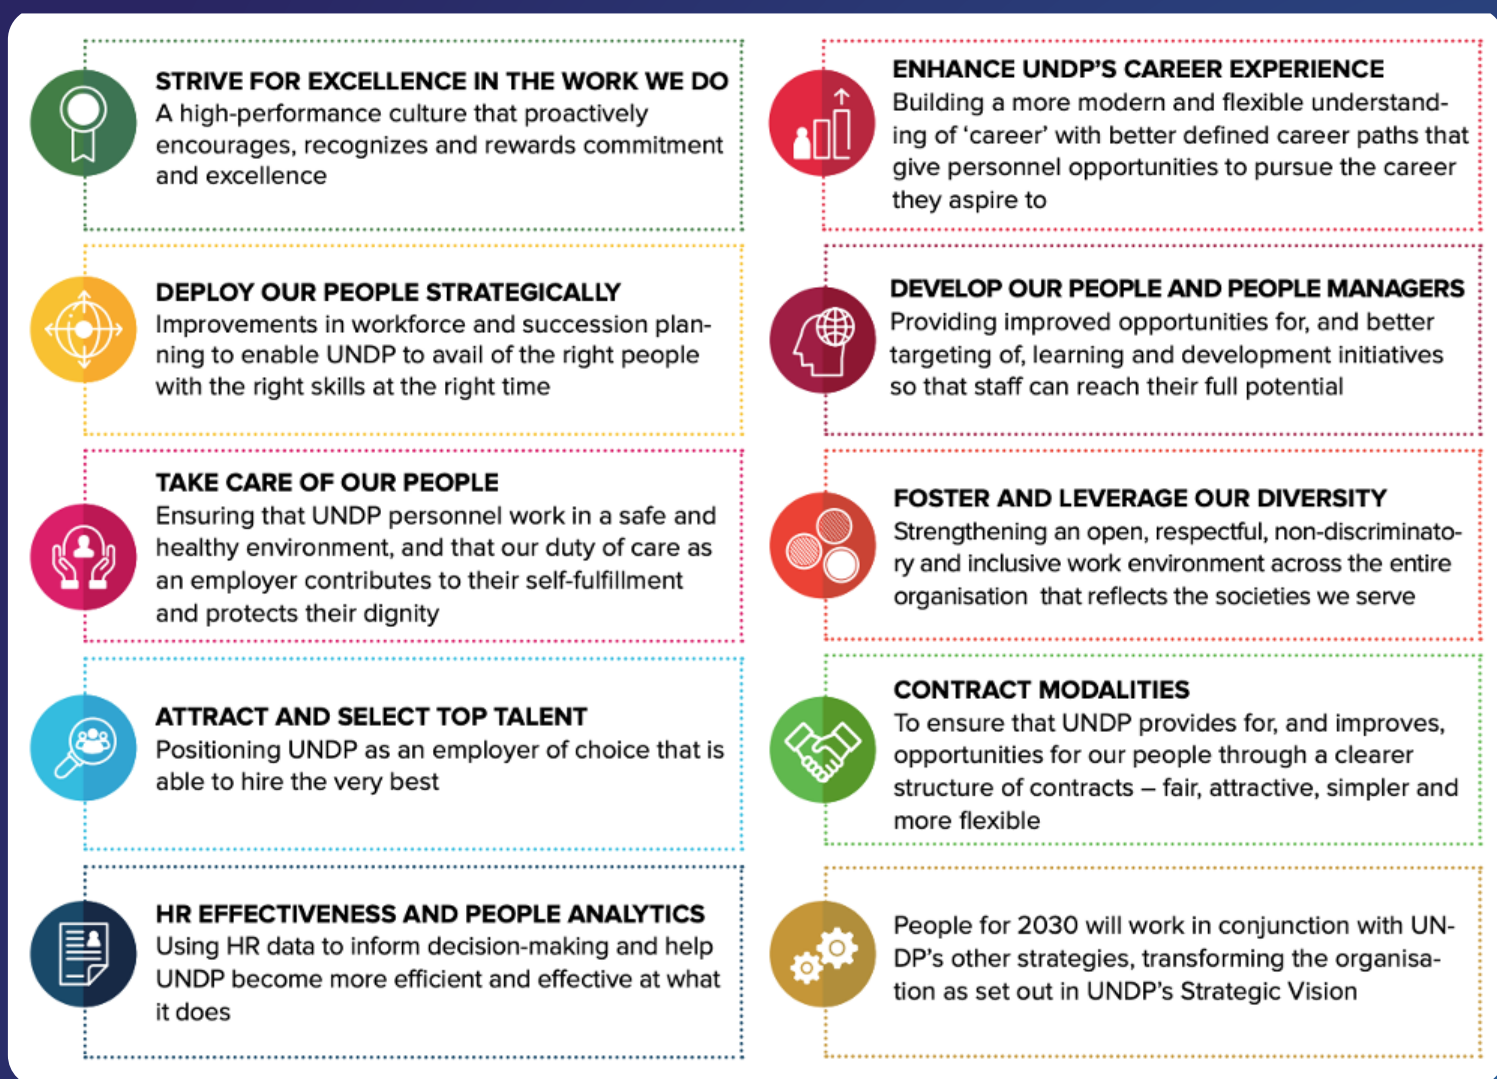 STRIVE FOR EXCELLENCE IN THE WORK WE DO
A high-performance culture that proactively
encourages, recognizes and rewards commitment
and excellence
ENHANCE UNDP'S CAREER EXPERIENCE
Building a more modern and flexible understand-
ing of ‘career’ with better defined career paths that
give personnel opportunities to pursue the career
they aspire to
DEPLOY OUR PEOPLE STRATEGICALLY
Improvements in workforce and succession plan-
ning to enable UNDP to avail of the right people
with the right skills at the right time
DEVELOP OUR PEOPLE AND PEOPLE MANAGERS
Providing improved opportunities for, and better
targeting of, learning and development initiatives
so that staff can reach their full potential
TAKE CARE OF OUR PEOPLE
Ensuring that UNDP personnel work in a safe and
healthy environment, and that our duty of care as
an employer contributes to their self-fulfillment
and protects their dignity
FOSTER AND LEVERAGE OUR DIVERSITY
Strengthening an open, respectful, non-discriminato-
ry and inclusive work environment across the entire
organisation that reflects the societies we serve
ATTRACT AND SELECT TOP TALENT
Positioning UNDP as an employer of choice that is
able to hire the very best
CONTRACT MODALITIES
To ensure that UNDP provides for, and improves,
opportunities for our people through a clearer
structure of contracts – fair, attractive, simpler and
more flexible
HR EFFECTIVENESS AND PEOPLE ANALYTICS
Using HR data to inform decision-making and help
UNDP become more efficient and effective at what
it does
People for 2030 will work in conjunction with UN-
DP's other strategies, transforming the organisa-
tion as set out in UNDP's Strategic Vision